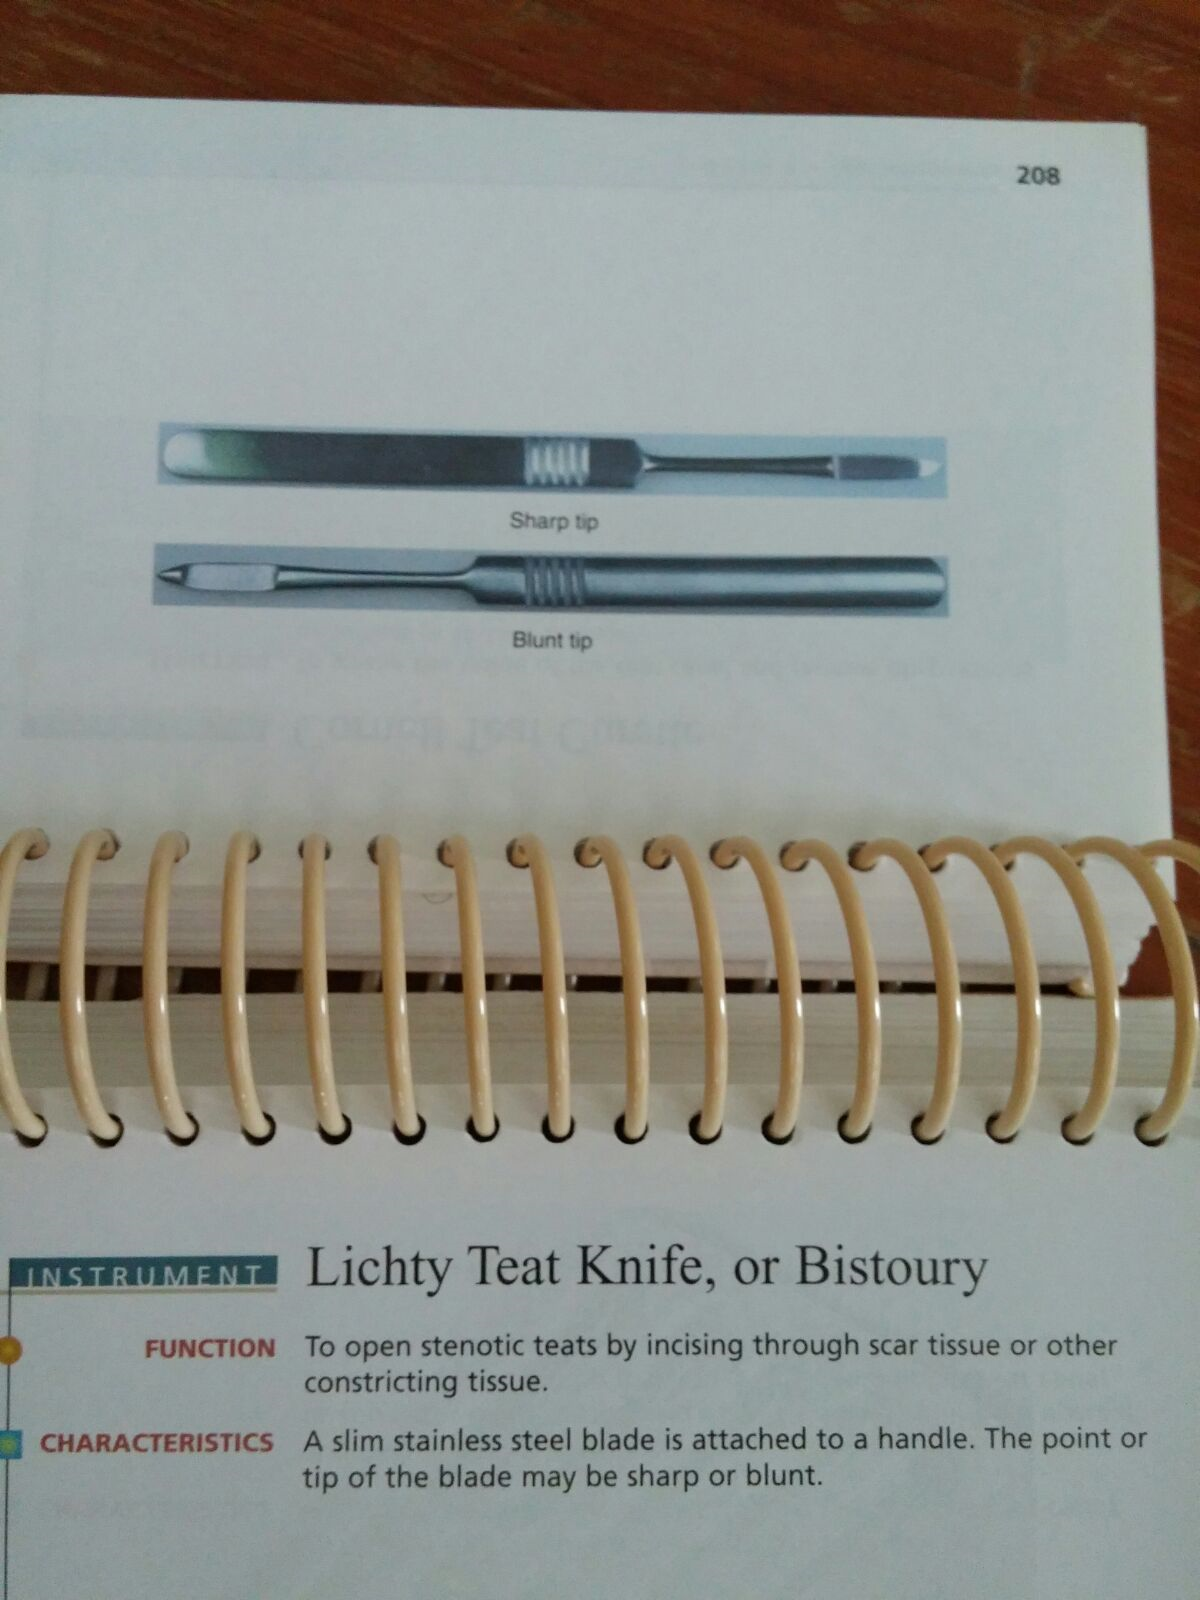 208
Sharp tip
Blunt tip
INSTRUMENT
Lichty Teat Knife, or Bistoury
FUNCTION
To open stenotic teats by incising through scar tissue or other
constricting tissue.
CHARACTERISTICS
A slim stainless steel blade is attached to a handle. The point or
tip of the blade may be sharp or blunt.